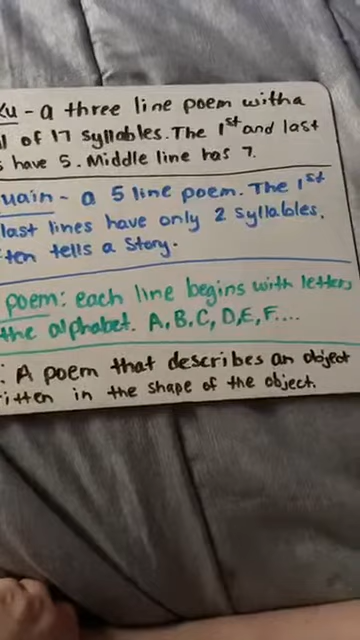 ku - a three line poem with a
of 17 syllables. The 1st and last
have 5. Middle line has 7.
uain - a 5 line poem. The 1st
last lines have only 2 syllables.
ten tells a story.
poem: each line begins with letters
the alphabet. A, B, C, D, E, F....
: A poem that describes an object
itten in the shape of the object.